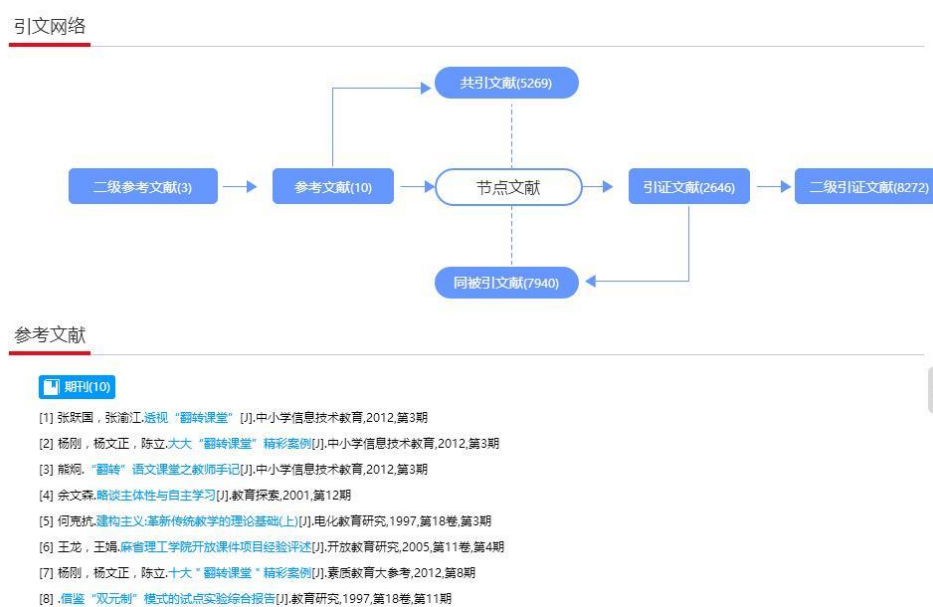 引文网络
共引文献(5269)
二级参考文献(3)
参考文献(10)
节点文献
引证文献(2646)
二级引证文献(8272)
同被引文献(7940)
参考文献
期刊(10)
[1] 张跃国，张渝江.透视“翻转课堂”[J].中小学信息技术教育,2012,第3期
[2] 杨刚，杨文正，陈立.大大“翻转课堂”精彩案例[J].中小学信息技术教育,2012,第3期
[3] 熊炯.“翻转”语文课堂之教师手记[J].中小学信息技术教育,2012,第3期
[4] 余文森.略谈主体性与自主学习[J].教育探索,2001,第12期
[5] 何克抗.建构主义:革新传统教学的理论基础(上)[J].电化教育研究,1997,第18卷,第3期
[6] 王龙，王娟.麻省理工学院开放课件项目经验评述[J].开放教育研究,2005,第11卷,第4期
[7] 杨刚，杨文正，陈立.十大＂翻转课堂＂精彩案例[J].素质教育大参考,2012,第8期
[8] .借鉴“双元制”模式的试点实验综合报告[J].教育研究,1997,第18卷,第11期